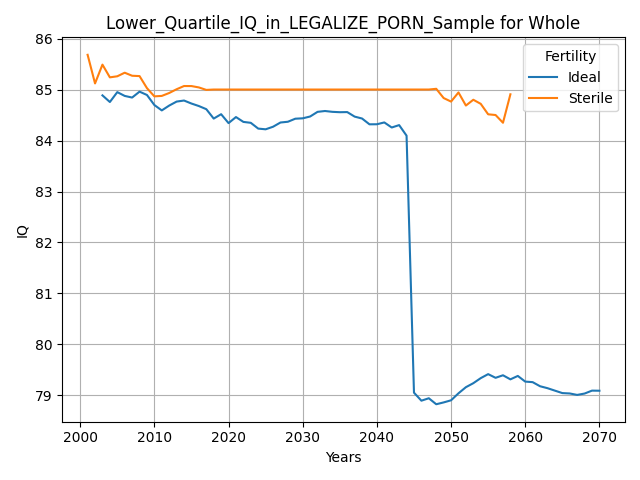 Lower_Quartile_IQ_in_LEGALIZE_PORN_Sample for Whole
Fertility
Ideal
Sterile
IQ
86
85
84
83
82
81
80
79
2000 2010 2020 2030 2040 2050 2060 2070
Years